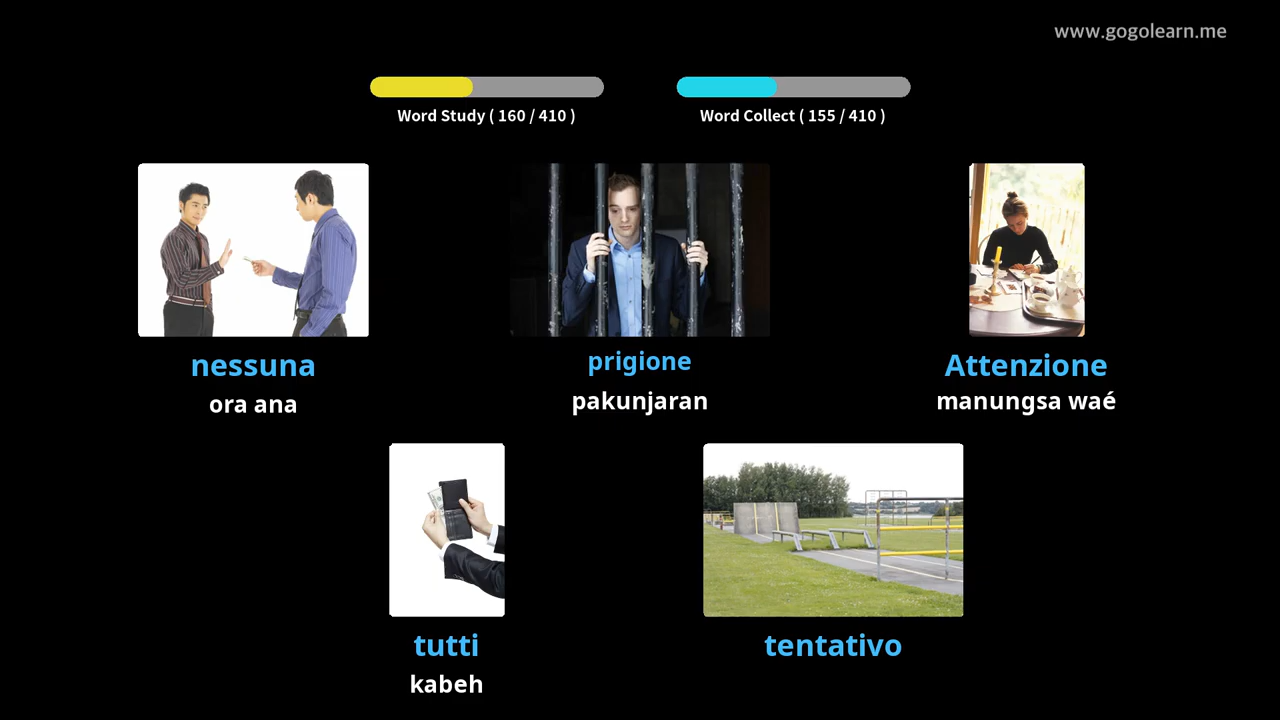 www.gogolearn.me
Word Study ( 160 / 410 )
Word Collect ( 155 / 410 )
nessuna
ora ana
prigione
pakunjaran
Attenzione
manungsa waé
tutti
kabeh
tentativo